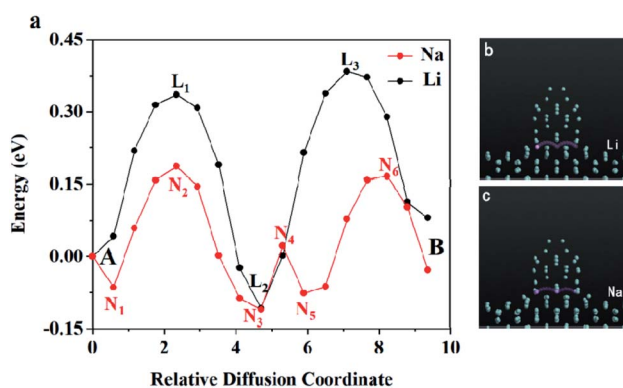 a
Energy (eV)
0.45
0.30
0.15
0.00
-0.15
0
2
4
6
8
10
Relative Diffusion Coordinate
Na
Li
A
B
L1
L2
L3
N1
N2
N3
N4
N5
N6
b
Li
c
Na